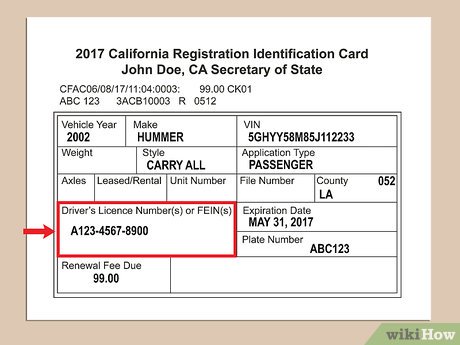 2017 California Registration Identification Card
John Doe, CA Secretary of State
CFAC06/08/17/11:04:0003: 99.00 CK01
ABC 123 3ACB10003 R 0512
Vehicle Year Make VIN
2002 HUMMER 5GHYY58M85J112233
Weight Style Application Type
CARRY ALL PASSENGER
Axles Leased/Rental Unit Number File Number County 052
LA
Driver's Licence Number(s) or FEIN(s) Expiration Date
A123-4567-8900 MAY 31, 2017
Plate Number
ABC123
Renewal Fee Due
99.00
wikiHow